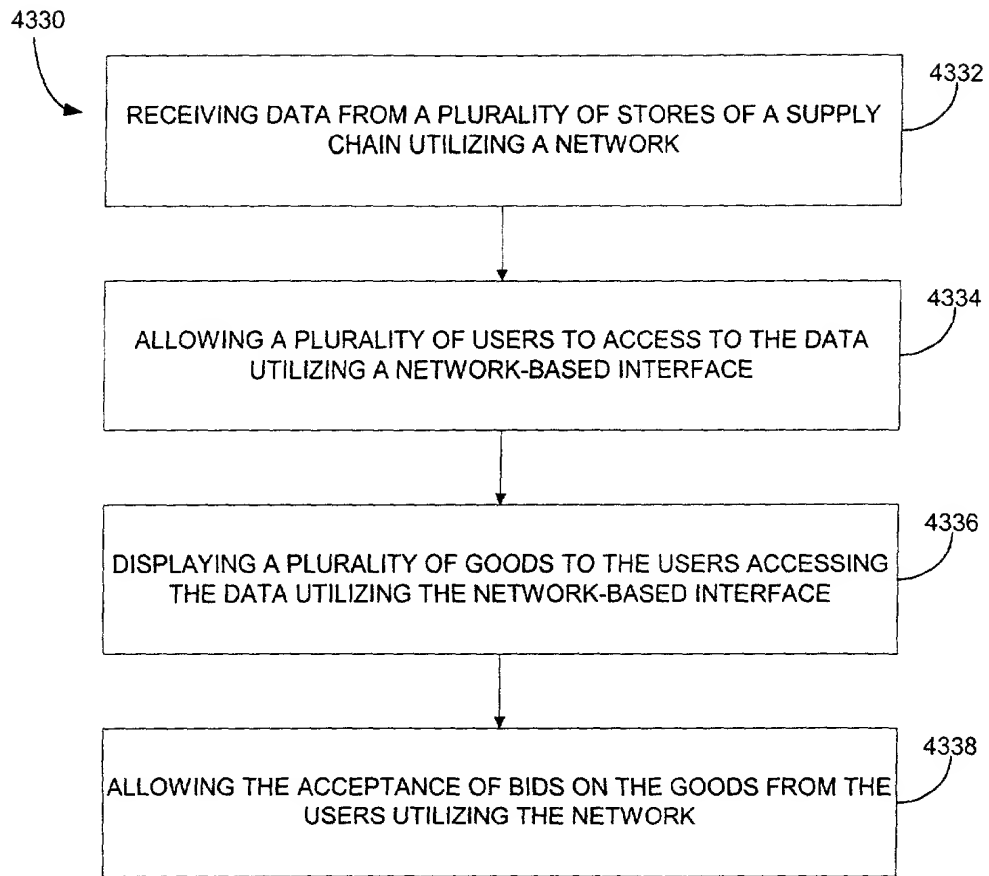 4330
4332
RECEIVING DATA FROM A PLURALITY OF STORES OF A SUPPLY
CHAIN UTILIZING A NETWORK
4334
ALLOWING A PLURALITY OF USERS TO ACCESS TO THE DATA
UTILIZING A NETWORK-BASED INTERFACE
4336
DISPLAYING A PLURALITY OF GOODS TO THE USERS ACCESSING
THE DATA UTILIZING THE NETWORK-BASED INTERFACE
4338
ALLOWING THE ACCEPTANCE OF BIDS ON THE GOODS FROM THE
USERS UTILIZING THE NETWORK